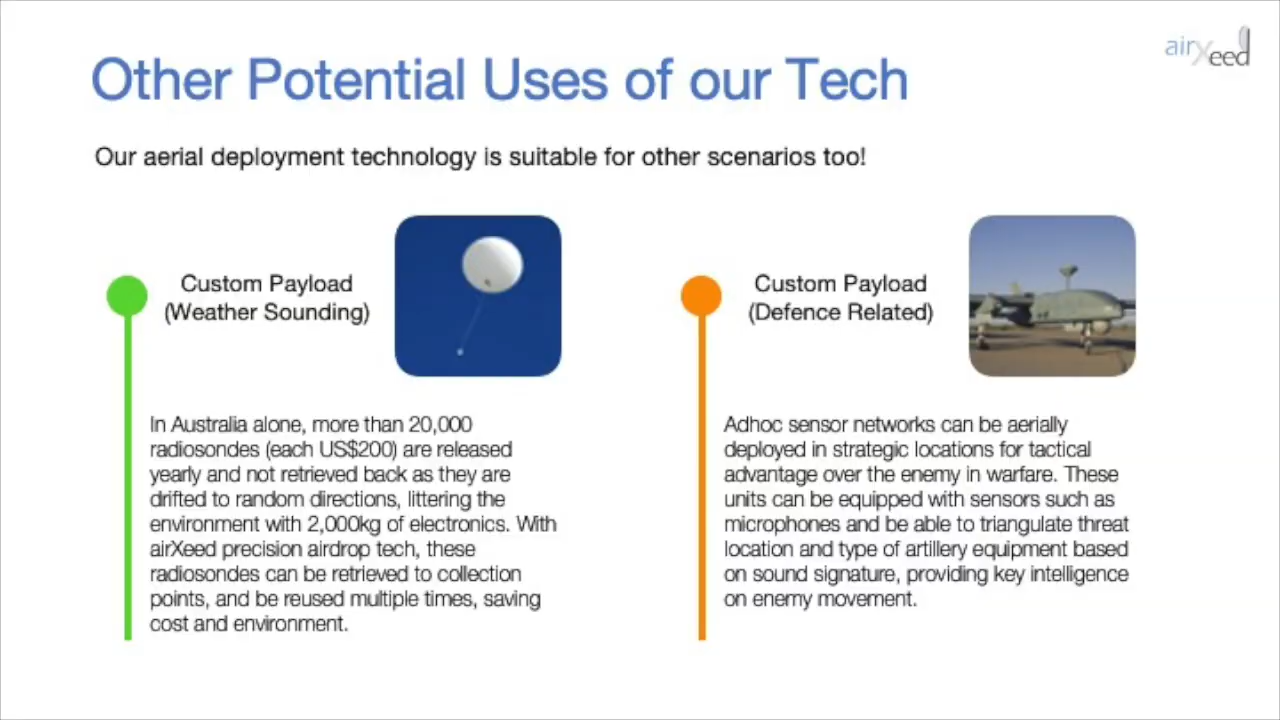 airXeed
Other Potential Uses of our Tech
Our aerial deployment technology is suitable for other scenarios too!
Custom Payload
(Weather Sounding)
In Australia alone, more than 20,000
radiosondes (each US$200) are released
yearly and not retrieved back as they are
drifted to random directions, littering the
environment with 2,000kg of electronics. With
airXeed precision airdrop tech, these
radiosondes can be retrieved to collection
points, and be reused multiple times, saving
cost and environment.
Custom Payload
(Defence Related)
Adhoc sensor networks can be aerially
deployed in strategic locations for tactical
advantage over the enemy in warfare. These
units can be equipped with sensors such as
microphones and be able to triangulate threat
location and type of artillery equipment based
on sound signature, providing key intelligence
on enemy movement.